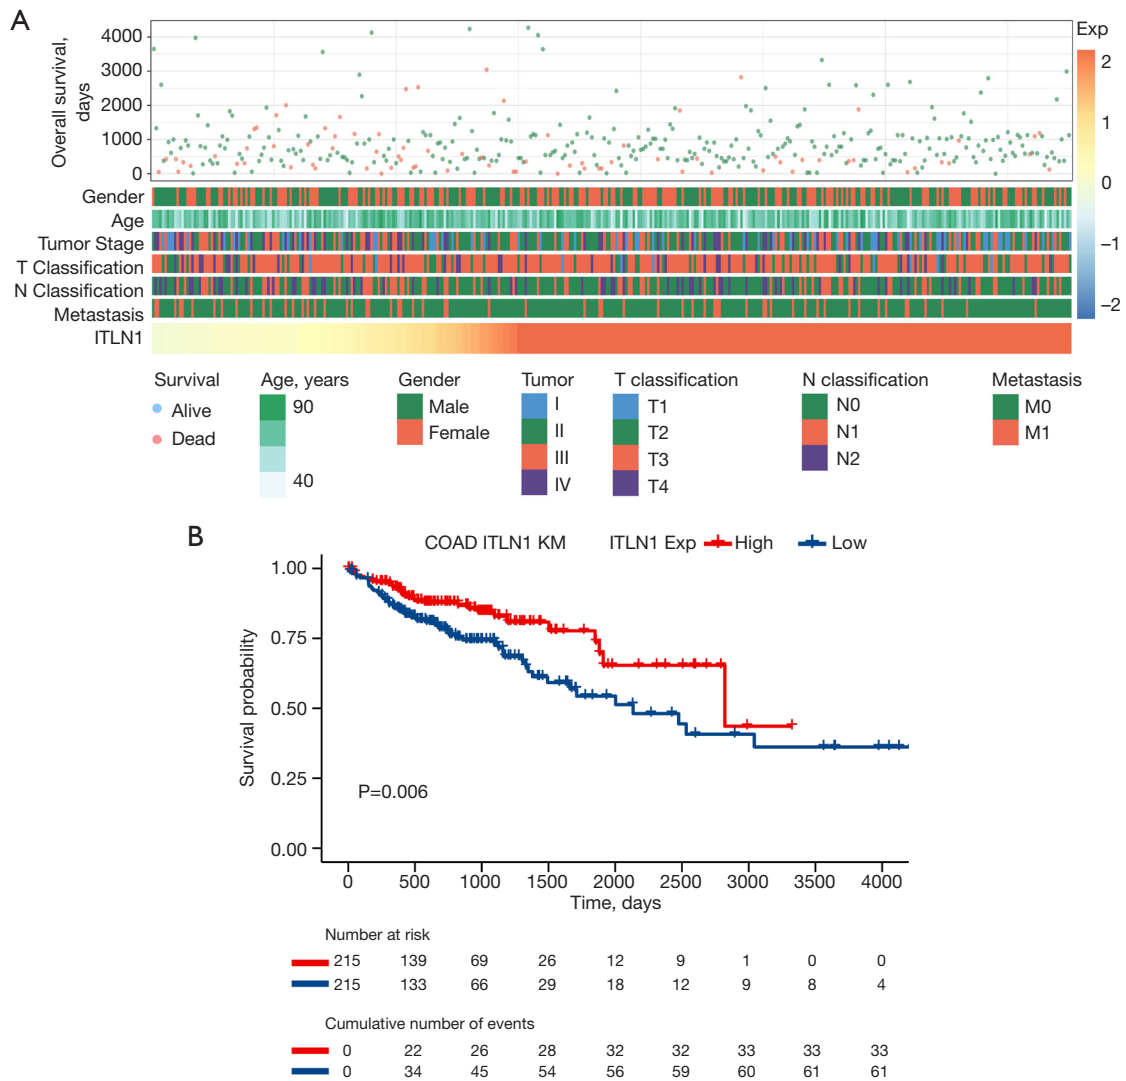 A
Overall survival,
days
4000
3000
2000
1000
0
Exp
2
1
0
–1
–2
Gender
Age
Tumor Stage
T Classification
N Classification
Metastasis
ITLN1
Survival
Alive
Dead
Age, years
90
40
Gender
Male
Female
Tumor
I
II
III
IV
T classification
T1
T2
T3
T4
N classification
N0
N1
N2
Metastasis
M0
M1
B
COAD ITLN1 KM ITLN1 Exp High Low
Survival probability
1.00
0.75
0.50
0.25
0.00
P=0.006
0 500 1000 1500 2000 2500 3000 3500 4000
Time, days
Number at risk
215 139 69 26 12 9 1 0 0
215 133 66 29 18 12 9 8 4
Cumulative number of events
0 22 26 28 32 32 33 33 33
0 34 45 54 56 59 60 61 61